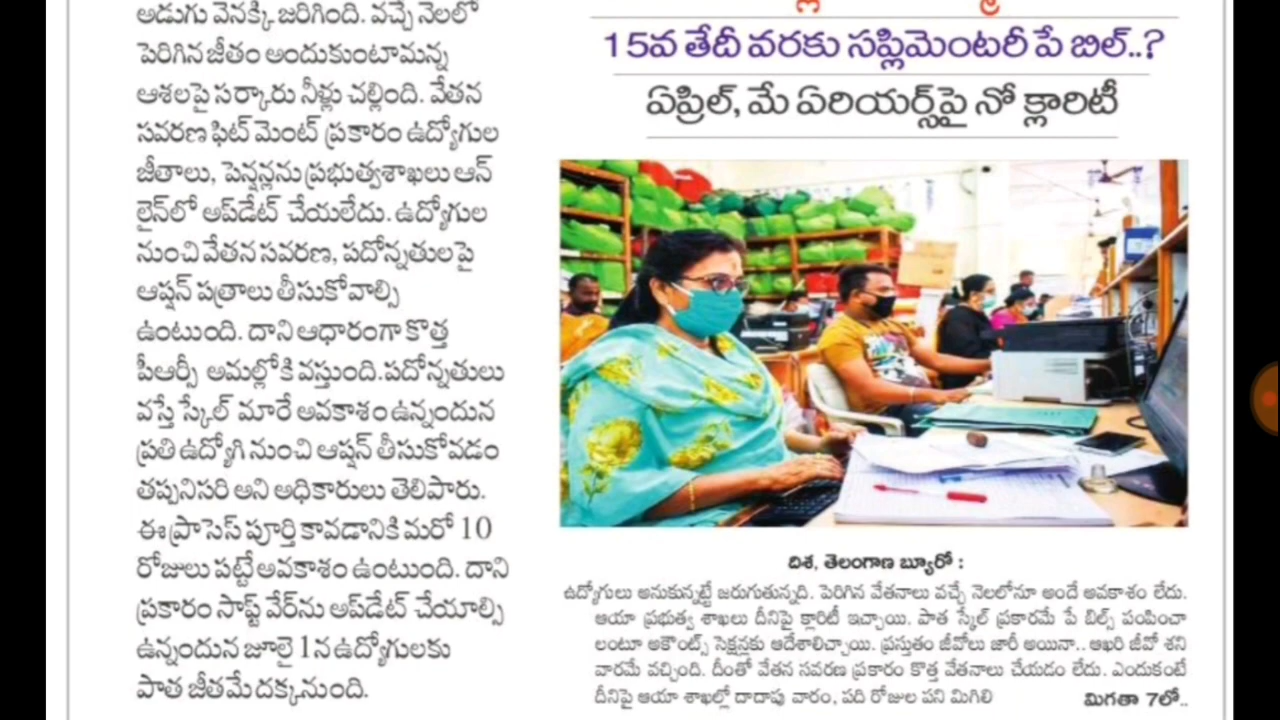 అడుగు వెనక్కి జరిగింది. వచ్చే నెలలో
పెరిగిన జీతం అందుకుంటామన్న
ఆశలపై సర్కారు నీళ్లు చల్లింది. వేతన
సవరణ ఫిట్ మెంట్ ప్రకారం ఉద్యోగుల
జీతాలు, పెన్షన్లను ప్రభుత్వశాఖలు ఆన్
లైన్‌లో అప్‌డేట్ చేయలేదు. ఉద్యోగుల
నుంచి వేతన సవరణ, పదోన్నతులపై
ఆప్షన్ పత్రాలు తీసుకోవాల్సి
ఉంటుంది. దాని ఆధారంగా కొత్త
పీఆర్సీ అమల్లోకి వస్తుంది.పదోన్నతులు
వస్తే స్కేల్ మారే అవకాశం ఉన్నందున
ప్రతి ఉద్యోగి నుంచి ఆప్షన్ తీసుకోవడం
తప్పనిసరి అని అధికారులు తెలిపారు.
ఈ ప్రాసెస్ పూర్తి కావడానికి మరో 10
రోజులు పట్టే అవకాశం ఉంటుంది. దాని
ప్రకారం సాఫ్ట్ వేర్‌ను అప్‌డేట్ చేయాల్సి
ఉన్నందున జూలై 1న ఉద్యోగులకు
పాత జీతమే దక్కనుంది.
15వ తేదీ వరకు సప్లిమెంటరీ పే బిల్..?
ఏప్రిల్, మే ఏరియర్స్‌పై నో క్లారిటీ
దిశ, తెలంగాణ బ్యూరో :
ఉద్యోగులు అనుకున్నట్టే జరుగుతున్నది. పెరిగిన వేతనాలు వచ్చే నెలలోనూ అందే అవకాశం లేదు.
ఆయా ప్రభుత్వ శాఖలు దీనిపై క్లారిటీ ఇచ్చాయి. పాత స్కేల్ ప్రకారమే పే బిల్స్ పంపించా
లంటూ అకౌంట్స్ సెక్షన్లకు ఆదేశాలిచ్చాయి. ప్రస్తుతం జీవోలు జారీ అయినా.. ఆఖరి జీవో శని
వారమే వచ్చింది. దీంతో వేతన సవరణ ప్రకారం కొత్త వేతనాలు చేయడం లేదు. ఎందుకంటే
దీనిపై ఆయా శాఖల్లో దాదాపు వారం, పది రోజుల పని మిగిలి మిగతా 7లో..